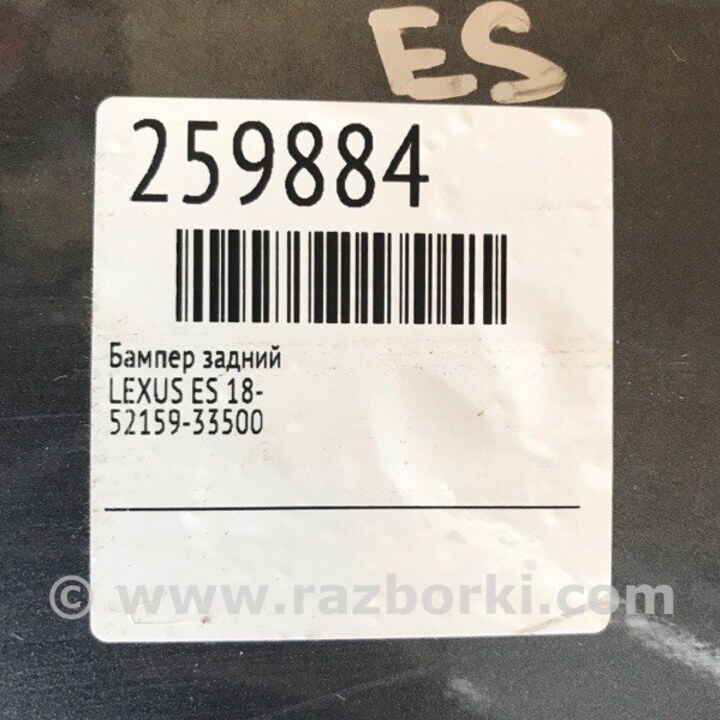 ES
259884
Бампер задний
LEXUS ES 18-
52159-33500
© www.razborki.com